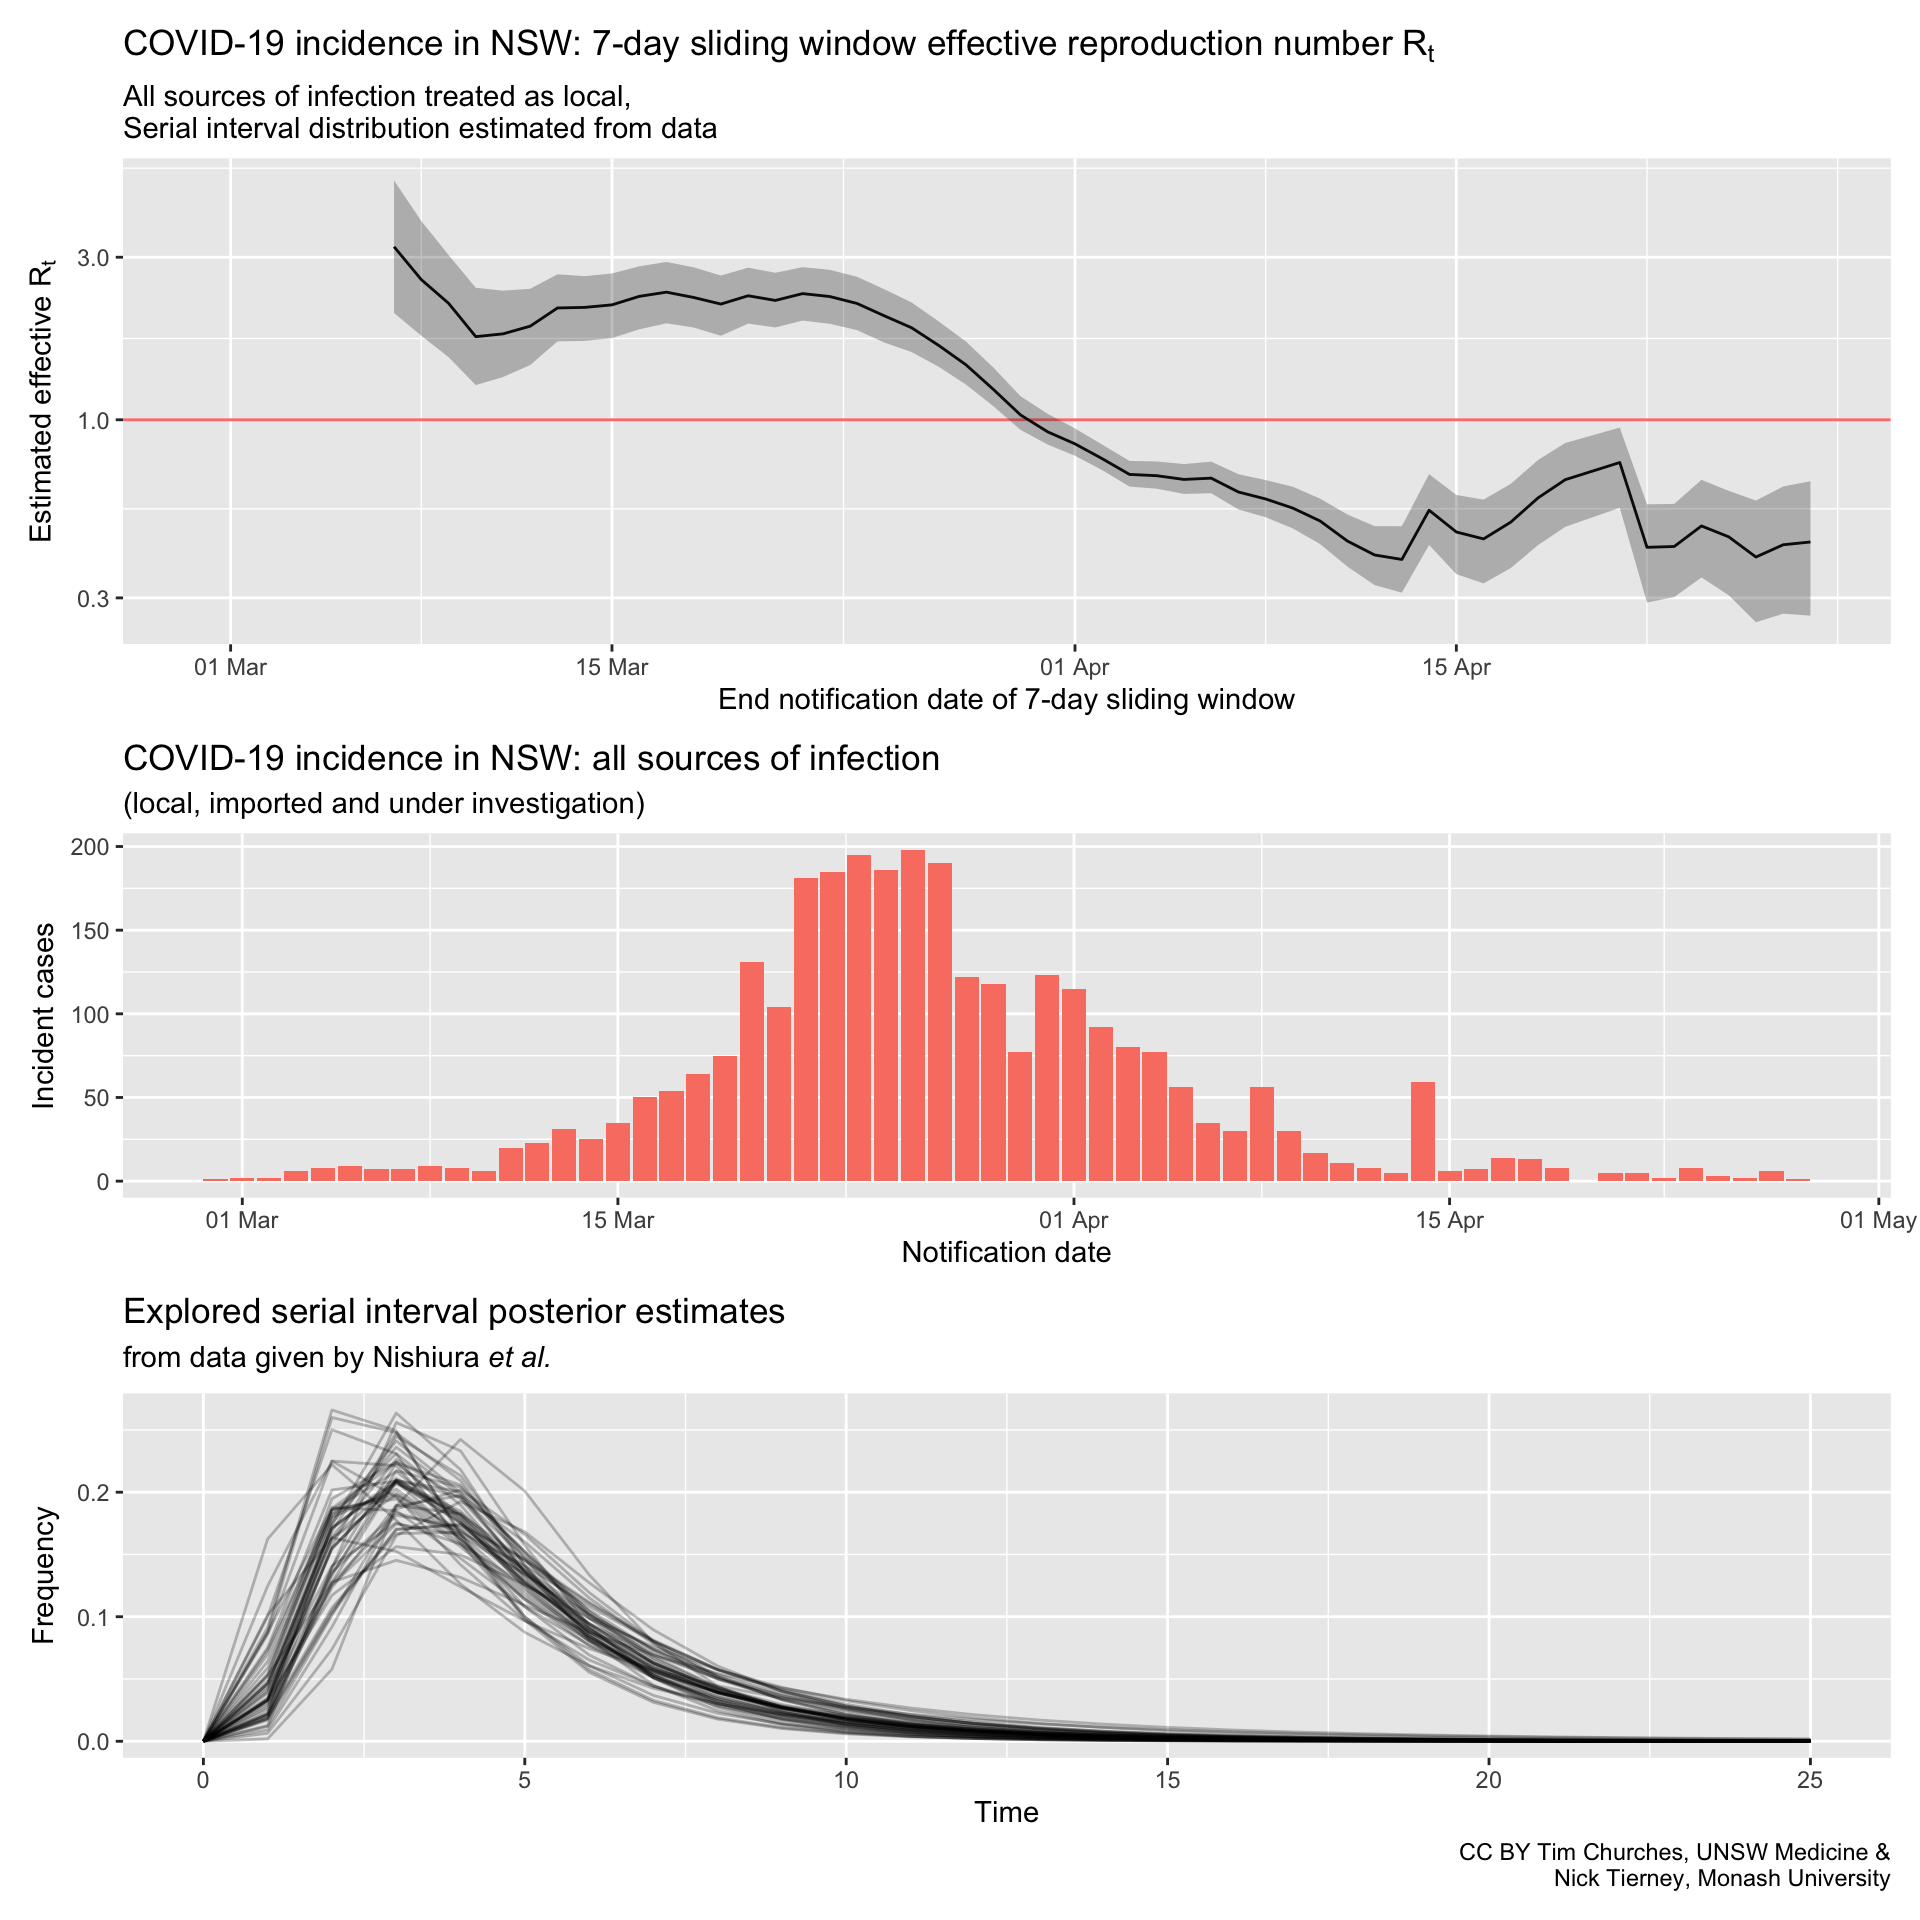 COVID-19 incidence in NSW: 7-day sliding window effective reproduction number Rt
All sources of infection treated as local,
Serial interval distribution estimated from data
Estimated effective Rt
3.0
1.0
0.3
01 Mar 15 Mar 01 Apr 15 Apr
End notification date of 7-day sliding window
COVID-19 incidence in NSW: all sources of infection
(local, imported and under investigation)
Incident cases
200
150
100
50
0
01 Mar 15 Mar 01 Apr 15 Apr 01 May
Notification date
Explored serial interval posterior estimates
from data given by Nishiura et al.
Frequency
0.2
0.1
0.0
0 5 10 15 20 25
Time
CC BY Tim Churches, UNSW Medicine &
Nick Tierney, Monash University